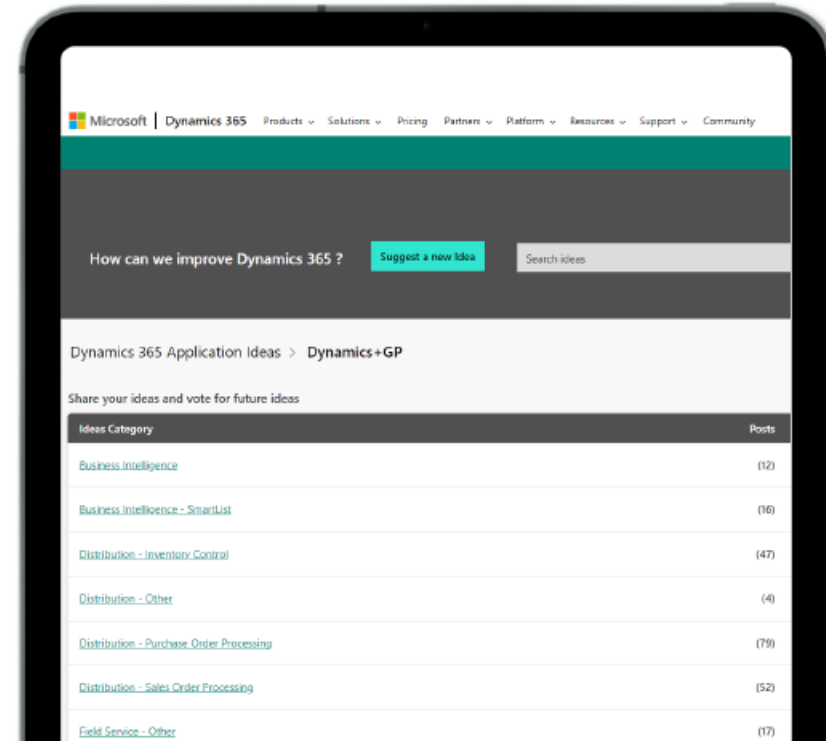 Microsoft | Dynamics 365 Products Solutions Pricing Partners Platform Resources Support Community
How can we improve Dynamics 365 ? Suggest a new Idea Search ideas
Dynamics 365 Application Ideas > Dynamics+GP
Share your ideas and vote for future ideas
Ideas Category Posts
Business Intelligence (12)
Business Intelligence - SmartList (16)
Distribution - Inventory Control (47)
Distribution - Other (4)
Distribution - Purchase Order Processing (79)
Distribution - Sales Order Processing (52)
Field Service - Other (17)